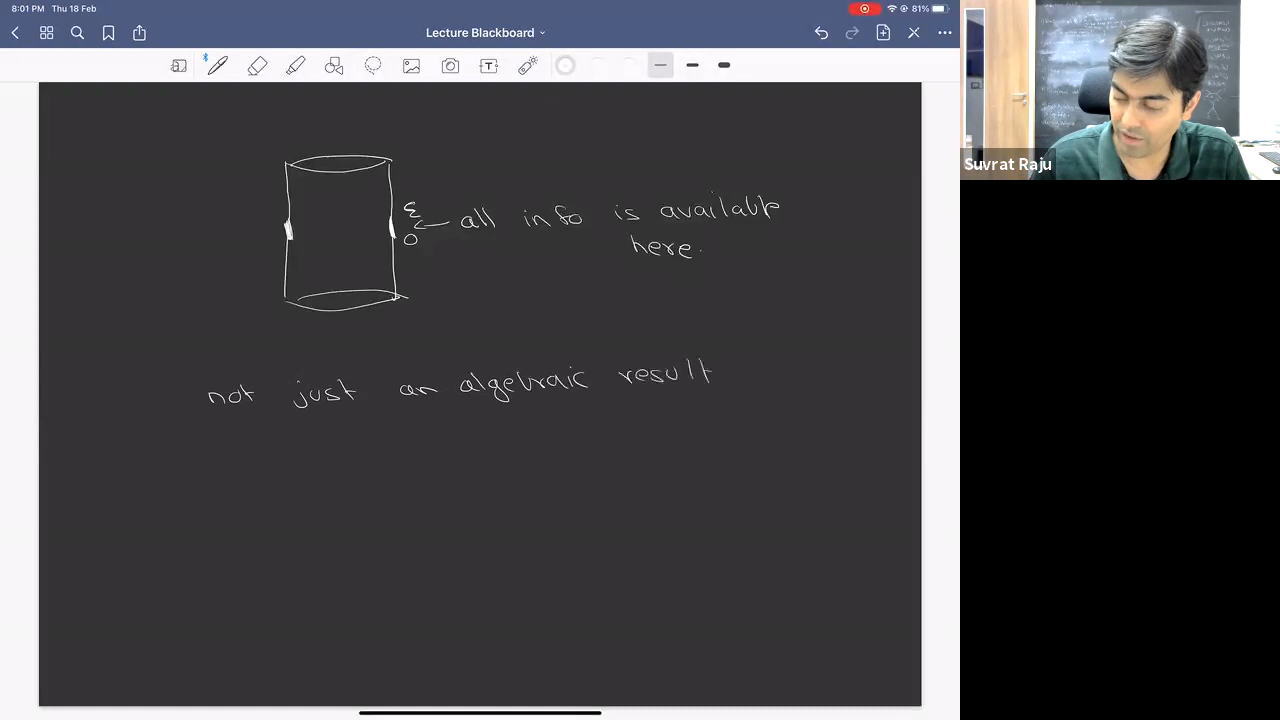 8:01 PM Thu 18 Feb
81%
Lecture Blackboard
T
Suvrat Raju
ε
0
all info is available
here.
not just an algebraic result